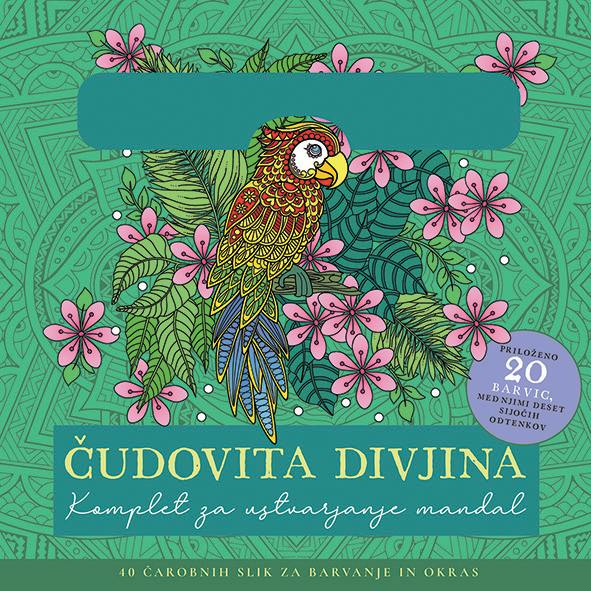 PRILOŽENO
20
BARVIC,
MED NJIMI DESET
SIJOČIH
ODTENKOV
ČUDOVITA DIVJINA
Komplet za ustvarjanje mandal
40 ČAROBNIH SLIK ZA BARVANJE IN OKRAS